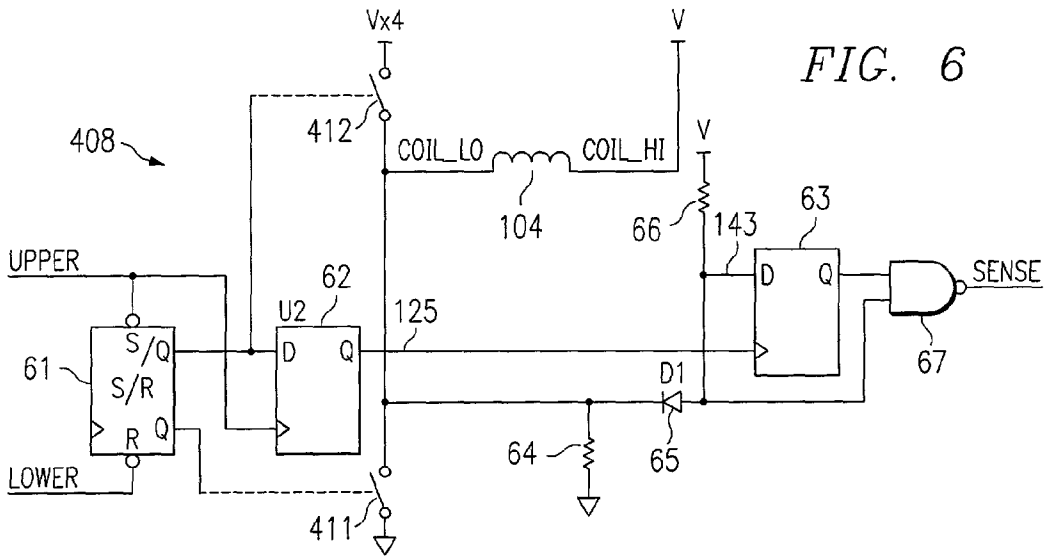 Vx4
V
FIG. 6
408
412
COIL_LO
COIL_HI
V
104
66
143
63
UPPER
U2
62
125
D
Q
SENSE
67
61
S
/Q
S/R
Q
R
D
Q
D1
64
65
LOWER
411